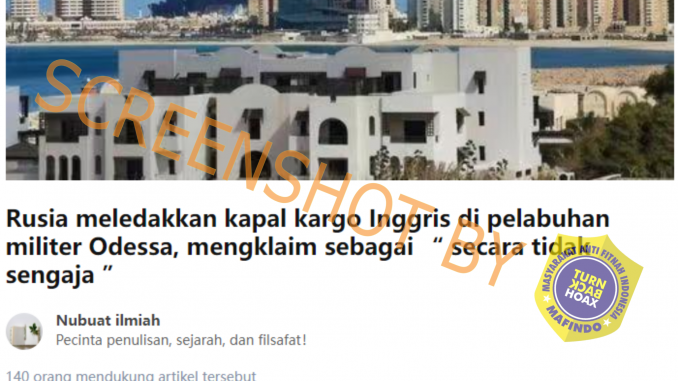 SCREENSHOT BY
Rusia meledakkan kapal kargo Inggris di pelabuhan
militer Odessa, mengklaim sebagai “ secara tidak
sengaja ”
MASYARAKAT ANTI FITNAH INDONESIA
TURN
BACK
HOAX
MAFINDO
Nubuat ilmiah
Pecinta penulisan, sejarah, dan filsafat!
140 orang mendukung artikel tersebut